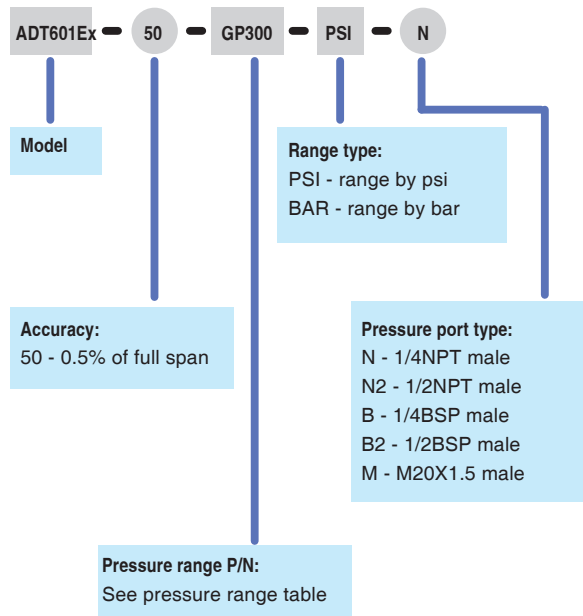 ADT601Ex 50 GP300 PSI N
Model
Range type:
PSI - range by psi
BAR - range by bar
Accuracy:
50 - 0.5% of full span
Pressure port type:
N - 1/4NPT male
N2 - 1/2NPT male
B - 1/4BSP male
B2 - 1/2BSP male
M - M20X1.5 male
Pressure range P/N:
See pressure range table